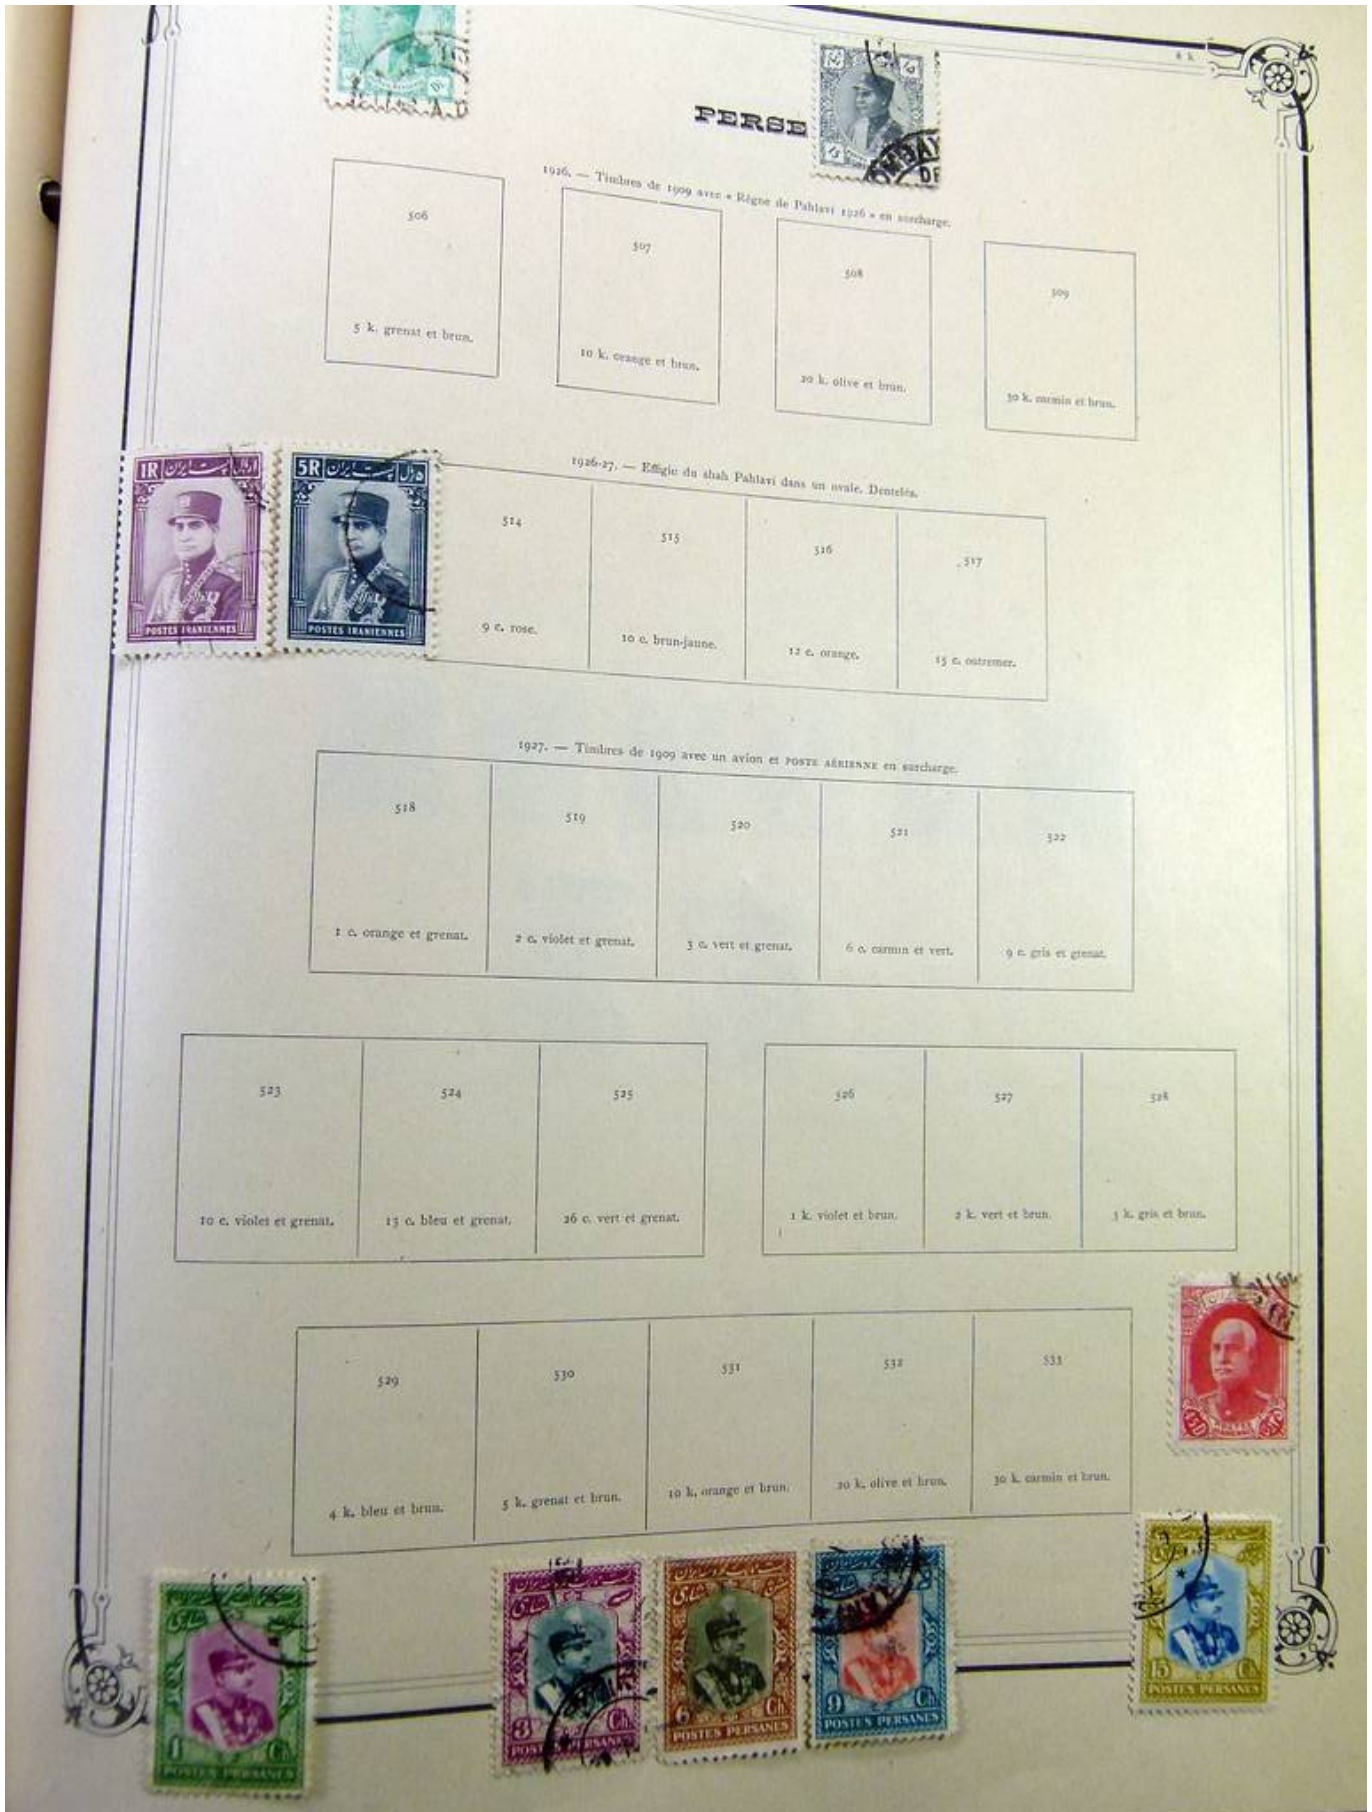 PERSE
1926. — Timbres de 1909 avec « Règne de Pahlavi 1926 » en surcharge.
506
5 k. grenat et brun.
507
10 k. orange et brun.
508
20 k. olive et brun.
509
30 k. carmin et brun.
1R
پست ایران
POSTES IRANIENNES
5R
پست ایران
POSTES IRANIENNES
1926-27. — Effigie du shah Pahlavi dans un ovale. Dentelés.
514
9 c. rose.
515
10 c. brun-jaune.
516
12 c. orange.
517
15 c. outremer.
1927. — Timbres de 1909 avec un avion et POSTE AÉRIENNE en surcharge.
518
1 c. orange et grenat.
519
2 c. violet et grenat.
520
3 c. vert et grenat.
521
6 c. carmin et vert.
522
9 c. gris et grenat.
523
10 c. violet et grenat.
524
13 c. bleu et grenat.
525
26 c. vert et grenat.
526
1 k. violet et brun.
527
2 k. vert et brun.
528
3 k. gris et brun.
529
4 k. bleu et brun.
530
5 k. grenat et brun.
531
10 k. orange et brun.
532
20 k. olive et brun.
533
30 k. carmin et brun.
1 Ch.
POSTES PERSANES
3 Ch.
POSTES PERSANES
6 Ch.
POSTES PERSANES
9 Ch.
POSTES PERSANES
15 Ch.
POSTES PERSANES